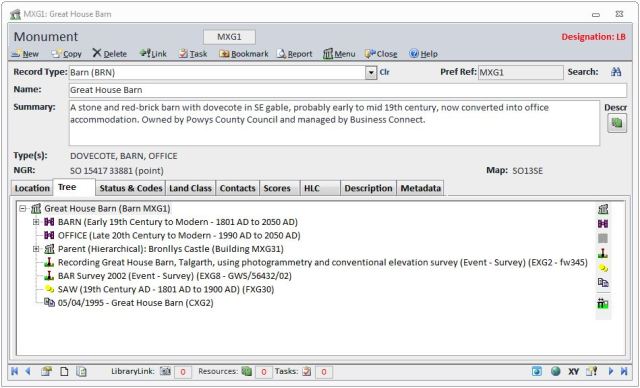 MXG1: Great House Barn
Monument MXG1 Designation: LB
New Copy Delete Link Task Bookmark Report Menu Close Help
Record Type: Barn (BRN) Clr Pref Ref: MXG1 Search:
Name: Great House Barn
Summary: A stone and red-brick barn with dovecote in SE gable, probably early to mid 19th century, now converted into office Descr
accommodation. Owned by Powys County Council and managed by Business Connect.
Type(s): DOVECOTE, BARN, OFFICE
NGR: SO 15417 33881 (point) Map: SO13SE
Location Tree Status & Codes Land Class Contacts Scores HLC Description Metadata
Great House Barn (Barn MXG1)
BARN (Early 19th Century to Modern - 1801 AD to 2050 AD)
OFFICE (Late 20th Century to Modern - 1990 AD to 2050 AD)
Parent (Hierarchical): Bronllys Castle (Building MXG31)
Recording Great House Barn, Talgarth, using photogrammetry and conventional elevation survey (Event - Survey) (EXG2 - fw345)
BAR Survey 2002 (Event - Survey) (EXG8 - GWS/56432/02)
SAW (19th Century AD - 1801 AD to 1900 AD) (FXG30)
05/04/1995 - Great House Barn (CXG2)
LibraryLink: 0 Resources: 0 Tasks: 0 XY